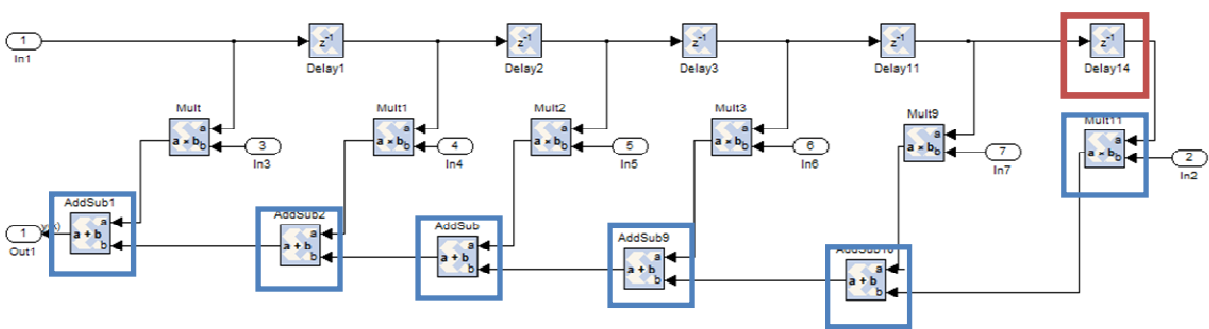 1
In1
z⁻¹
Delay1
z⁻¹
Delay2
z⁻¹
Delay3
z⁻¹
Delay11
z⁻¹
Delay14
Mult
a
a × b
b
3
In3
Mult1
a
a × b
b
4
In4
Mult2
a
a × b
b
5
In5
Mult3
a
a × b
b
6
In6
Mult9
a
a × b
b
7
In7
Mult11
a
a × b
b
2
In2
AddSub1
a
a + b
b
1
Out1
AddSub2
a
a + b
b
AddSub
a
a + b
b
AddSub9
a
a + b
b
AddSub10
a
a + b
b